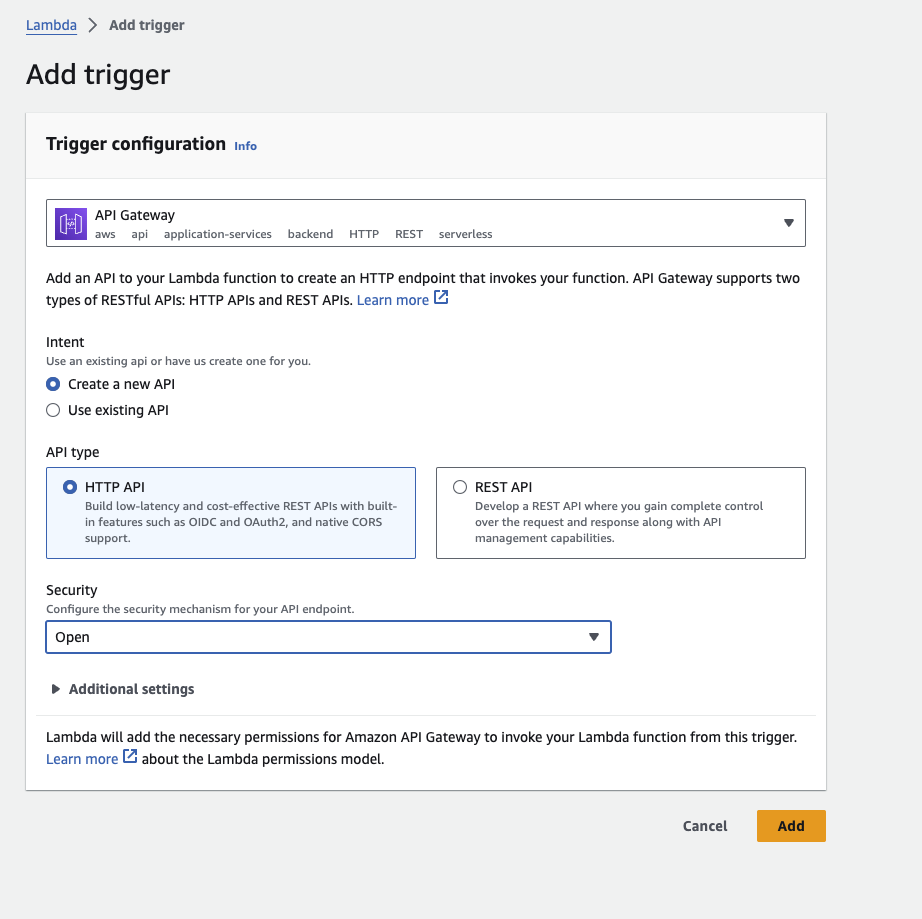 Lambda > Add trigger
Add trigger
Trigger configuration Info
API Gateway
aws api application-services backend HTTP REST serverless
Add an API to your Lambda function to create an HTTP endpoint that invokes your function. API Gateway supports two
types of RESTful APIs: HTTP APIs and REST APIs. Learn more
Intent
Use an existing api or have us create one for you.
Create a new API
Use existing API
API type
HTTP API
Build low-latency and cost-effective REST APIs with built-
in features such as OIDC and OAuth2, and native CORS
support.
REST API
Develop a REST API where you gain complete control
over the request and response along with API
management capabilities.
Security
Configure the security mechanism for your API endpoint.
Open
Additional settings
Lambda will add the necessary permissions for Amazon API Gateway to invoke your Lambda function from this trigger.
Learn more about the Lambda permissions model.
Cancel Add